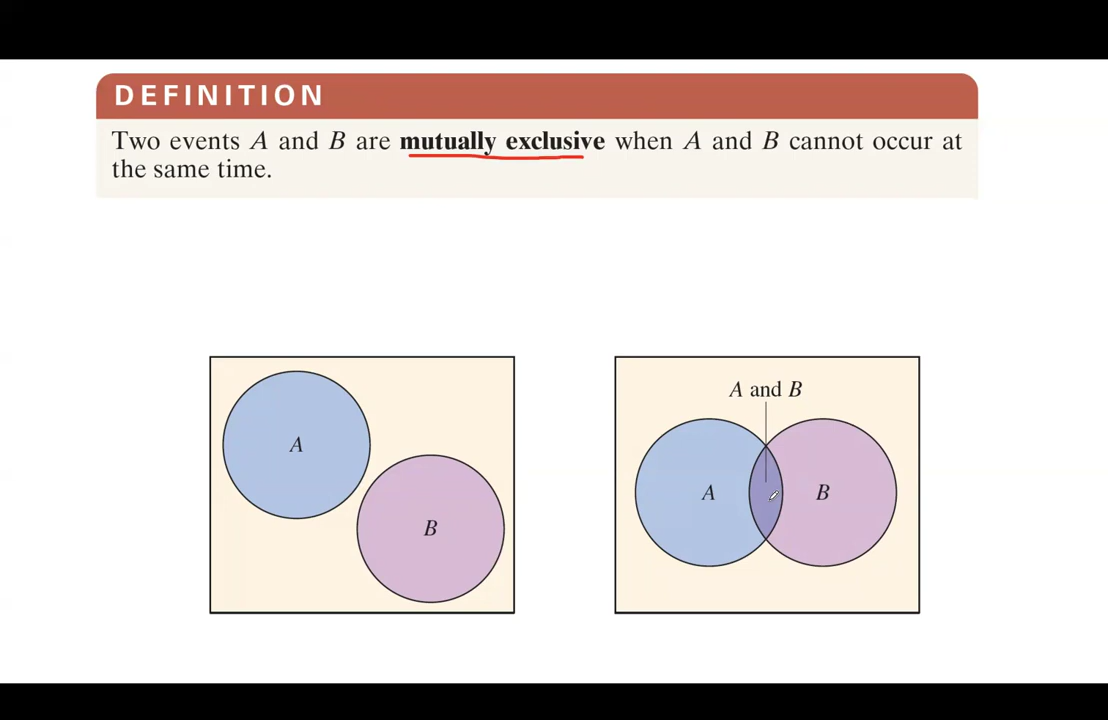 DEFINITION
Two events A and B are mutually exclusive when A and B cannot occur at
the same time.
A
B
A and B
A
B